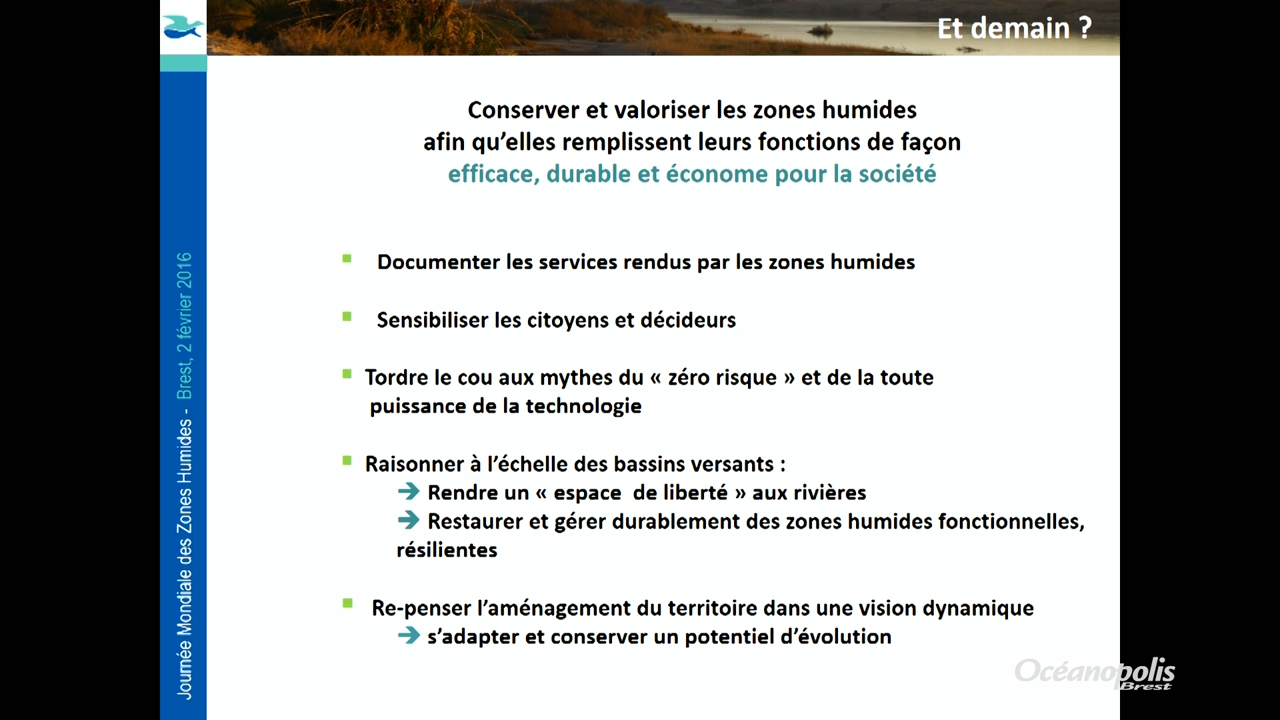 Et demain ?
Conserver et valoriser les zones humides
afin qu’elles remplissent leurs fonctions de façon
efficace, durable et économe pour la société
Documenter les services rendus par les zones humides
Sensibiliser les citoyens et décideurs
Tordre le cou aux mythes du « zéro risque » et de la toute
puissance de la technologie
Raisonner à l’échelle des bassins versants :
➔ Rendre un « espace de liberté » aux rivières
➔ Restaurer et gérer durablement des zones humides fonctionnelles,
résilientes
Re-penser l’aménagement du territoire dans une vision dynamique
➔ s’adapter et conserver un potentiel d’évolution
Journée Mondiale des Zones Humides - Brest, 2 février 2016
Océanopolis
Brest